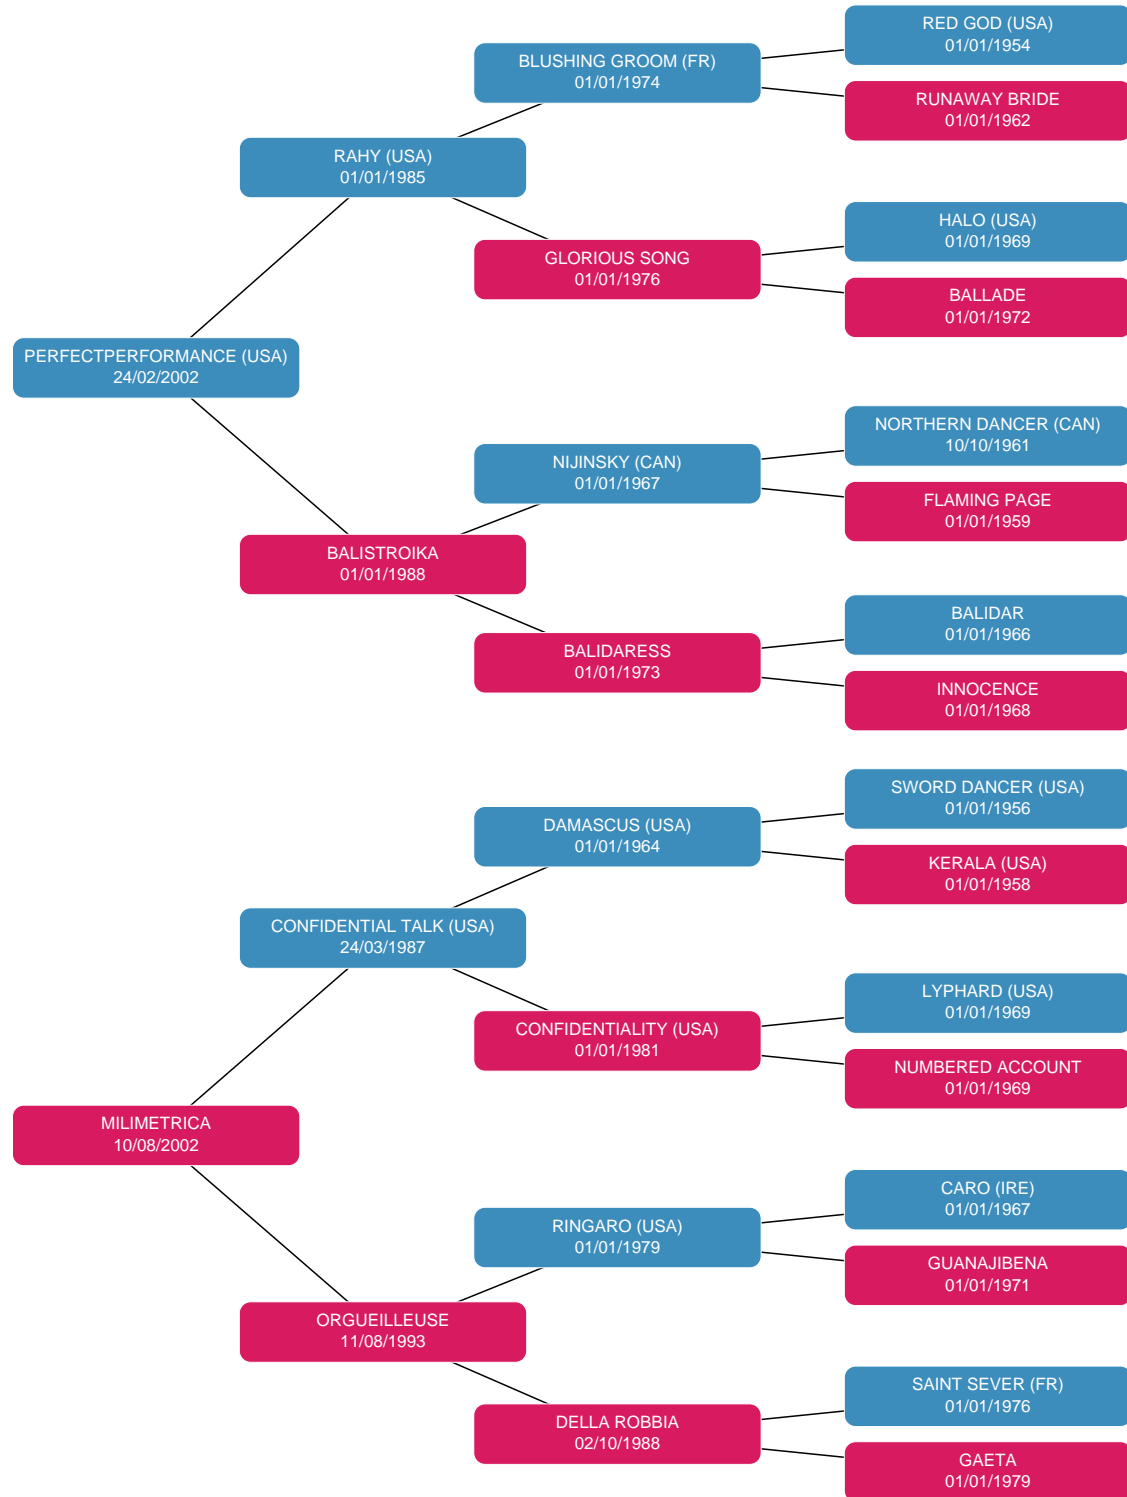 RED GOD (USA)
01/01/1954
BLUSHING GROOM (FR)
01/01/1974
RUNAWAY BRIDE
01/01/1962
RAHY (USA)
01/01/1985
HALO (USA)
01/01/1969
GLORIOUS SONG
01/01/1976
BALLADE
01/01/1972
PERFECTPERFORMANCE (USA)
24/02/2002
NORTHERN DANCER (CAN)
10/10/1961
NIJINSKY (CAN)
01/01/1967
FLAMING PAGE
01/01/1959
BALISTROIKA
01/01/1988
BALIDAR
01/01/1966
BALIDARESS
01/01/1973
INNOCENCE
01/01/1968
SWORD DANCER (USA)
01/01/1956
DAMASCUS (USA)
01/01/1964
KERALA (USA)
01/01/1958
CONFIDENTIAL TALK (USA)
24/03/1987
LYPHARD (USA)
01/01/1969
CONFIDENTIALITY (USA)
01/01/1981
NUMBERED ACCOUNT
01/01/1969
MILIMETRICA
10/08/2002
CARO (IRE)
01/01/1967
RINGARO (USA)
01/01/1979
GUANAJIBENA
01/01/1971
ORGUEILLEUSE
11/08/1993
SAINT SEVER (FR)
01/01/1976
DELLA ROBBIA
02/10/1988
GAETA
01/01/1979